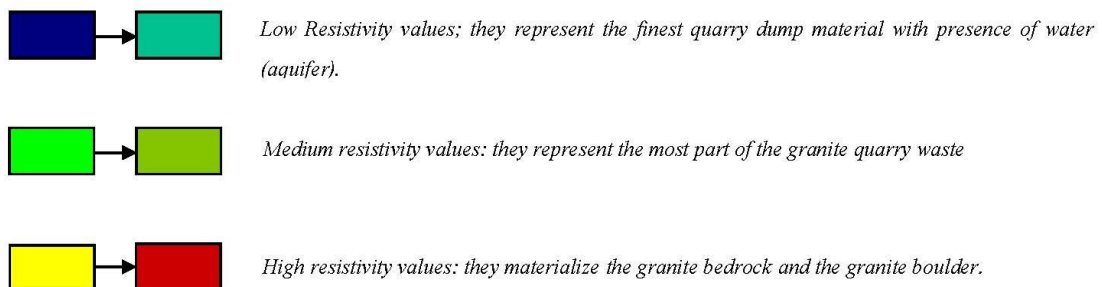 Low Resistivity values; they represent the finest quarry dump material with presence of water
(aquifer).
Medium resistivity values: they represent the most part of the granite quarry waste
High resistivity values: they materialize the granite bedrock and the granite boulder.